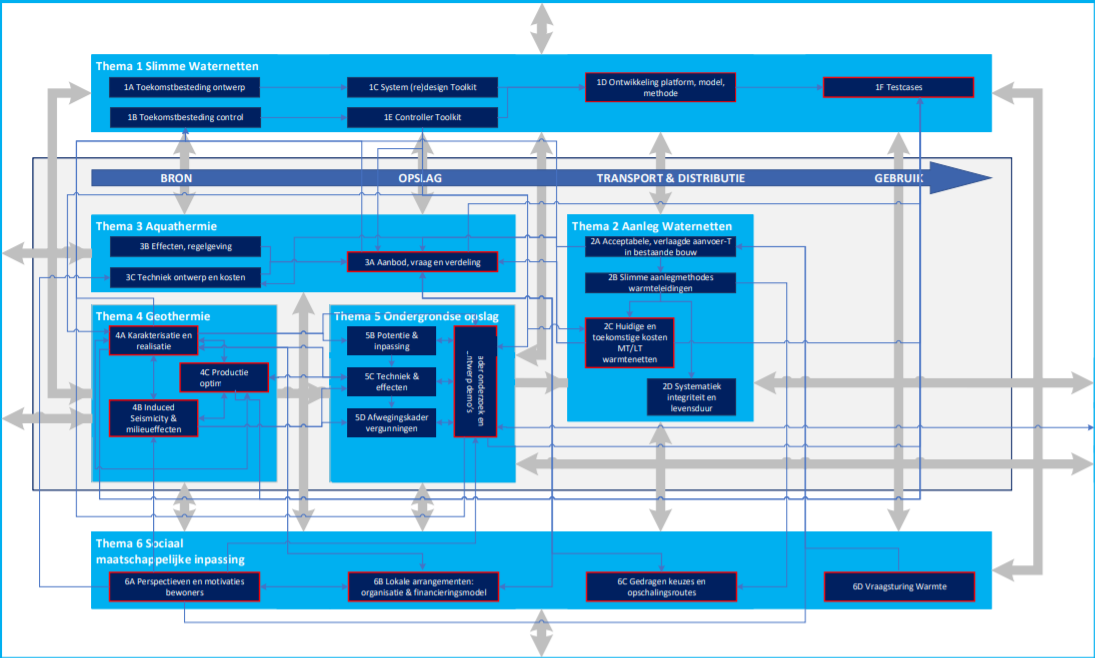 Thema 1 Slimme Waternetten
1A Toekomstbesteding ontwerp
1C System (re)design Toolkit
1D Ontwikkeling platform, model,
methode
1F Testcases
1B Toekomstbesteding control
1E Controller Toolkit
BRON
OPSLAG
TRANSPORT & DISTRIBUTIE
GEBRUIK
Thema 3 Aquathermie
3B Effecten, regelgeving
3C Techniek ontwerp en kosten
3A Aanbod, vraag en verdeling
Thema 2 Aanleg Waternetten
2A Acceptabele, verlaagde aanvoer-T
in bestaande bouw
2B Slimme aanlegmethodes
warmteleidingen
2C Huidige en
toekomstige kosten
MT/LT
warmtenetten
2D Systematiek
integriteit en
levensduur
Thema 4 Geothermie
4A Karakterisatie en
realisatie
4C Productie
optim
4B Induced
Seismicity &
milieueffecten
Thema 5 Ondergrondse opslag
5B Potentie &
inpassing
5C Techniek &
effecten
5D Afwegingskader
vergunningen
ader onderzoek en
ontwerp demo's
Thema 6 Sociaal
maatschappelijke inpassing
6A Perspectieven en motivaties
bewoners
6B Lokale arrangementen:
organisatie & financieringsmodel
6C Gedragen keuzes en
opschalingsroutes
6D Vraagsturing Warmte